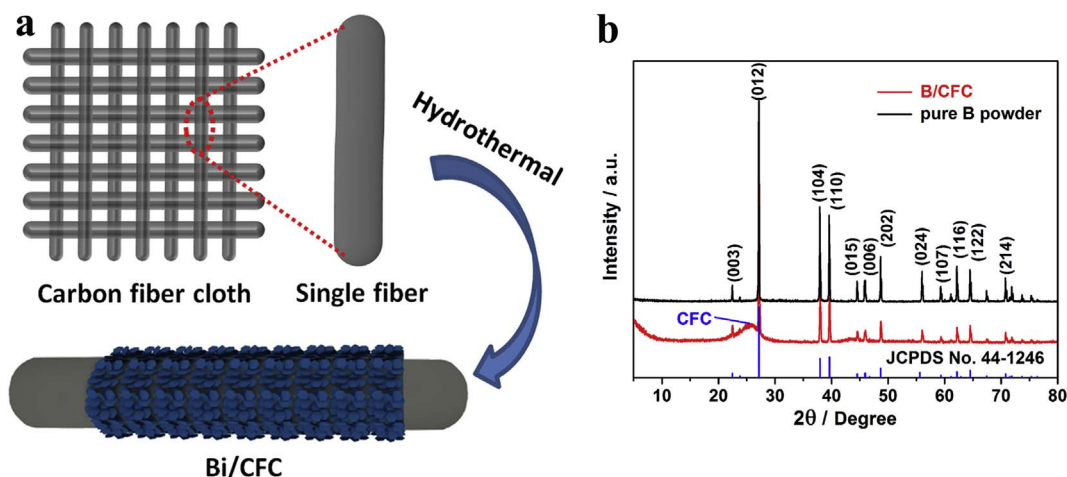 a
Carbon fiber cloth
Single fiber
Hydrothermal
Bi/CFC
b
B/CFC
pure B powder
(003)
(012)
(104)
(110)
(015)
(006)
(202)
(024)
(107)
(116)
(122)
(214)
CFC
JCPDS No. 44-1246
Intensity / a.u.
10 20 30 40 50 60 70 80
2θ / Degree